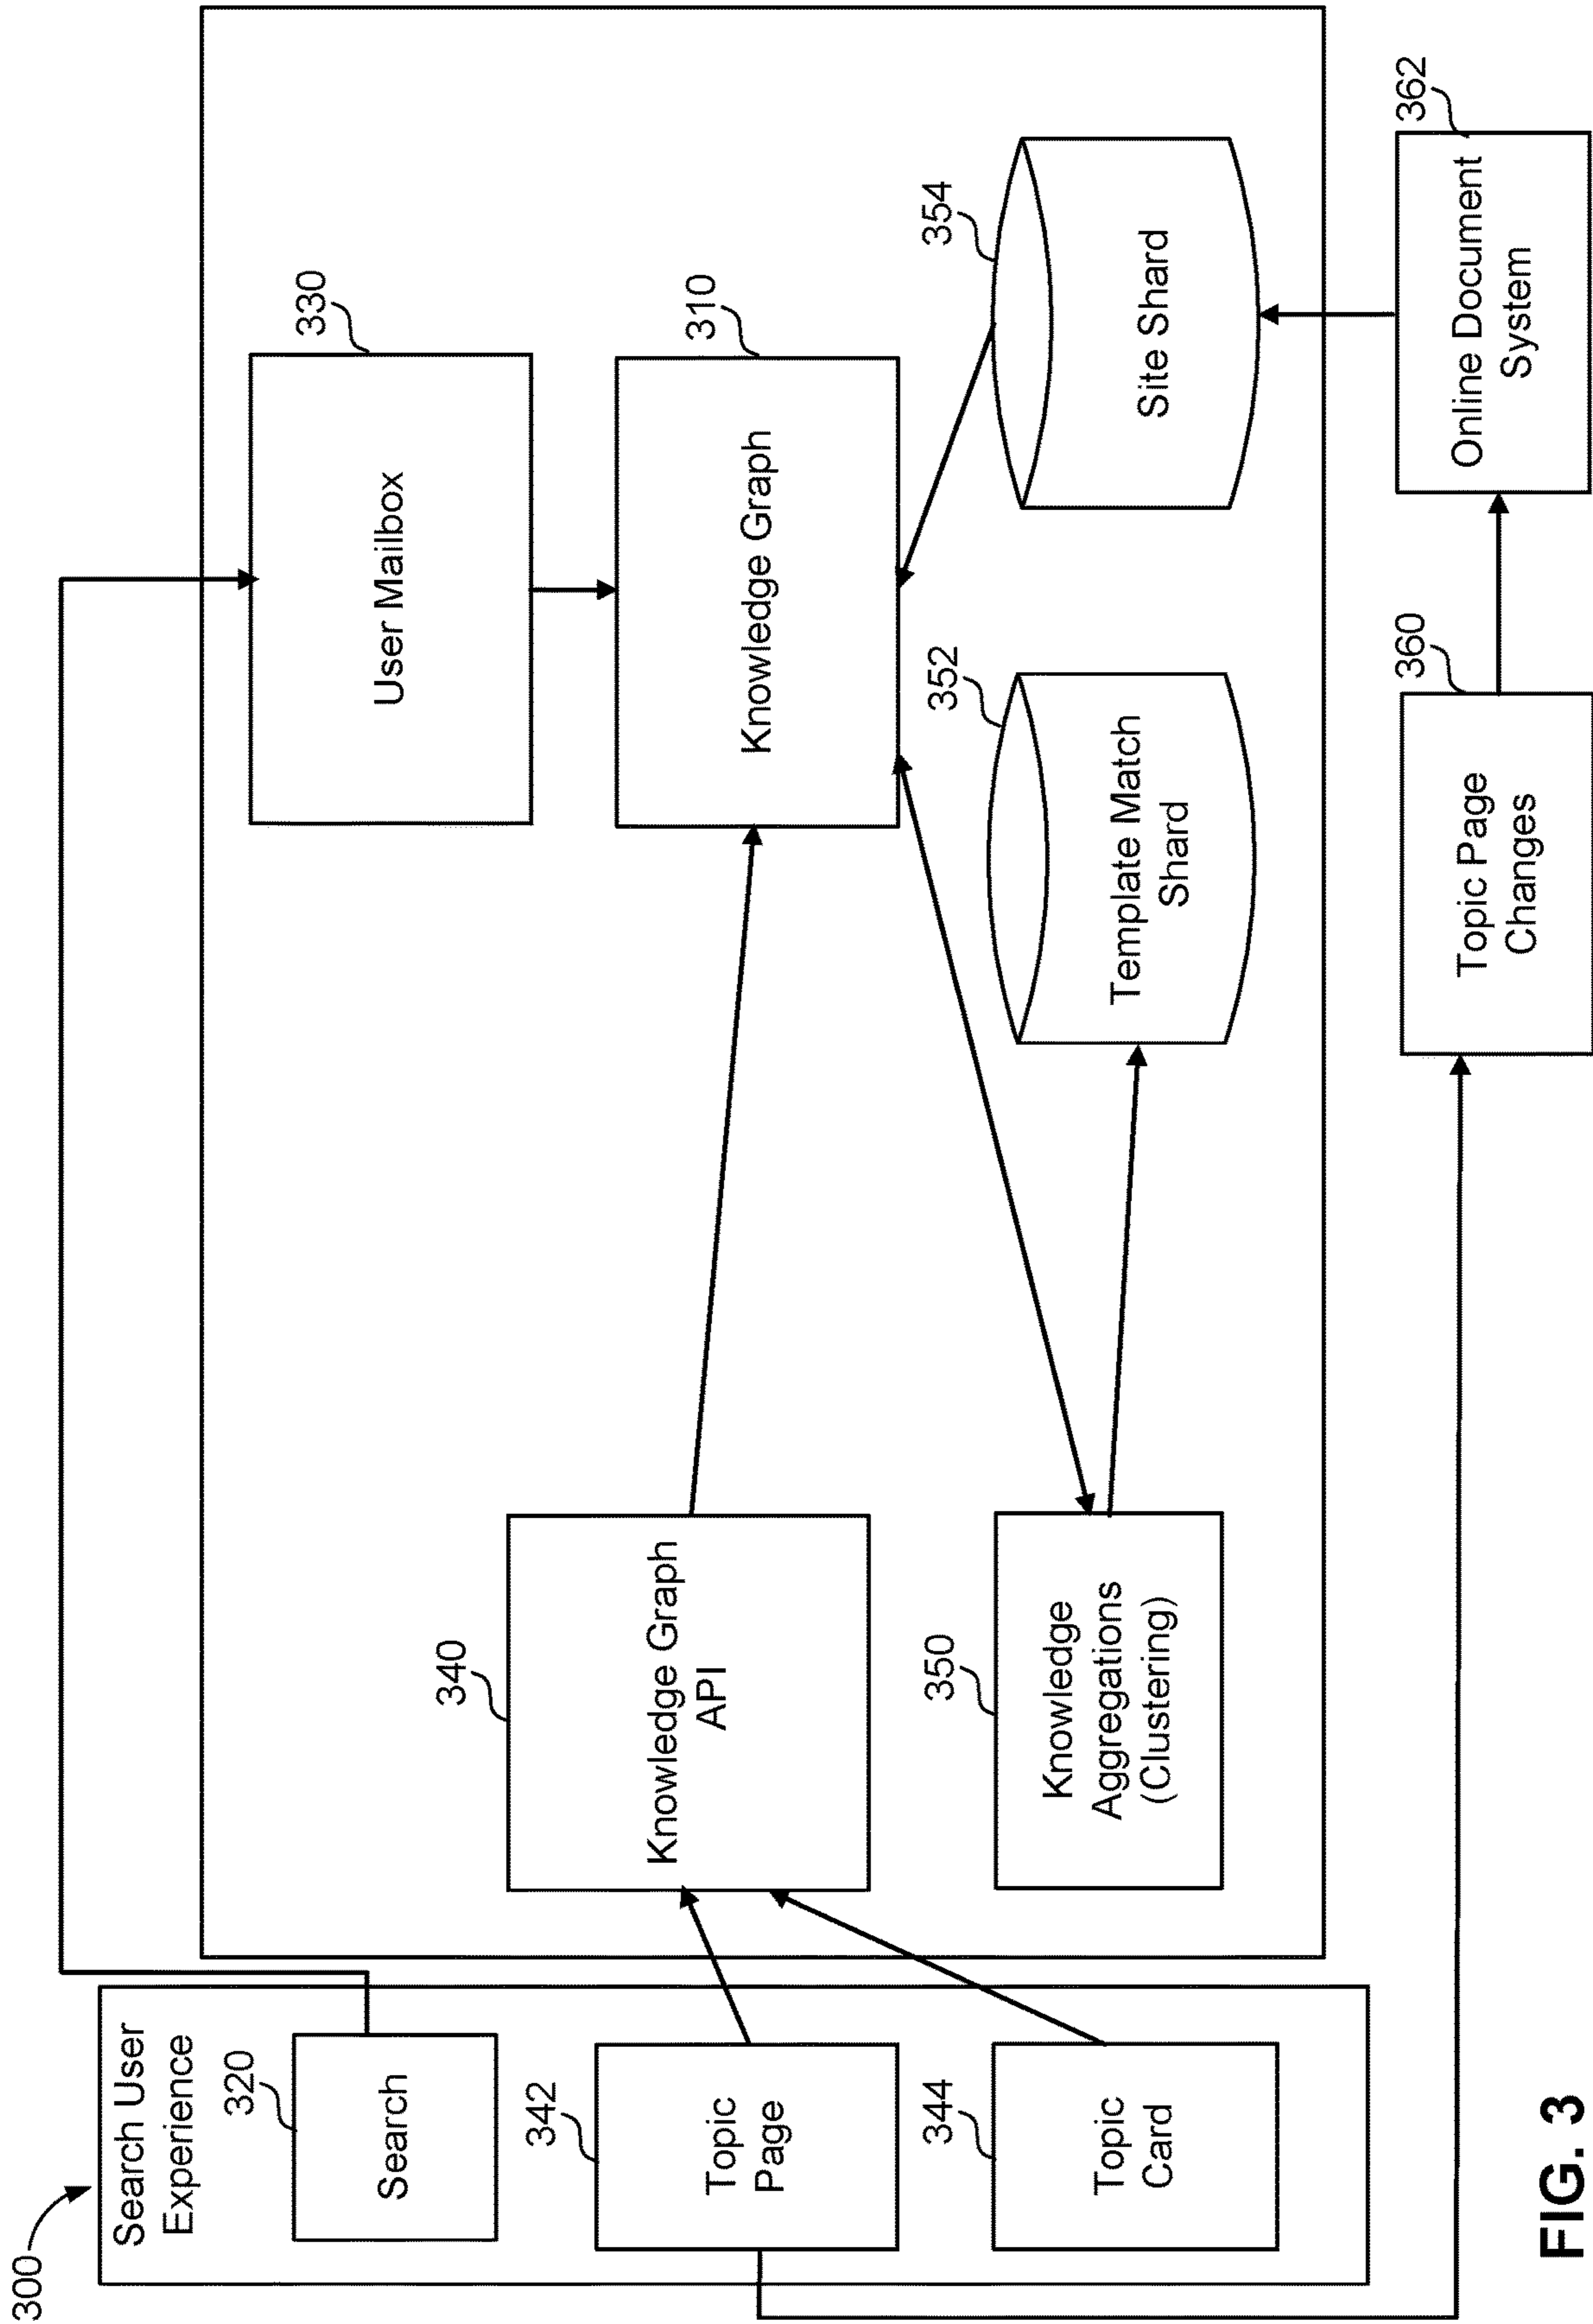 300
Search User
Experience
320
Search
342
Topic
Page
344
Topic
Card
340
Knowledge Graph
API
350
Knowledge
Aggregations
(Clustering)
330
User Mailbox
310
Knowledge Graph
352
Template Match
Shard
354
Site Shard
360
Topic Page
Changes
362
Online Document
System
FIG. 3